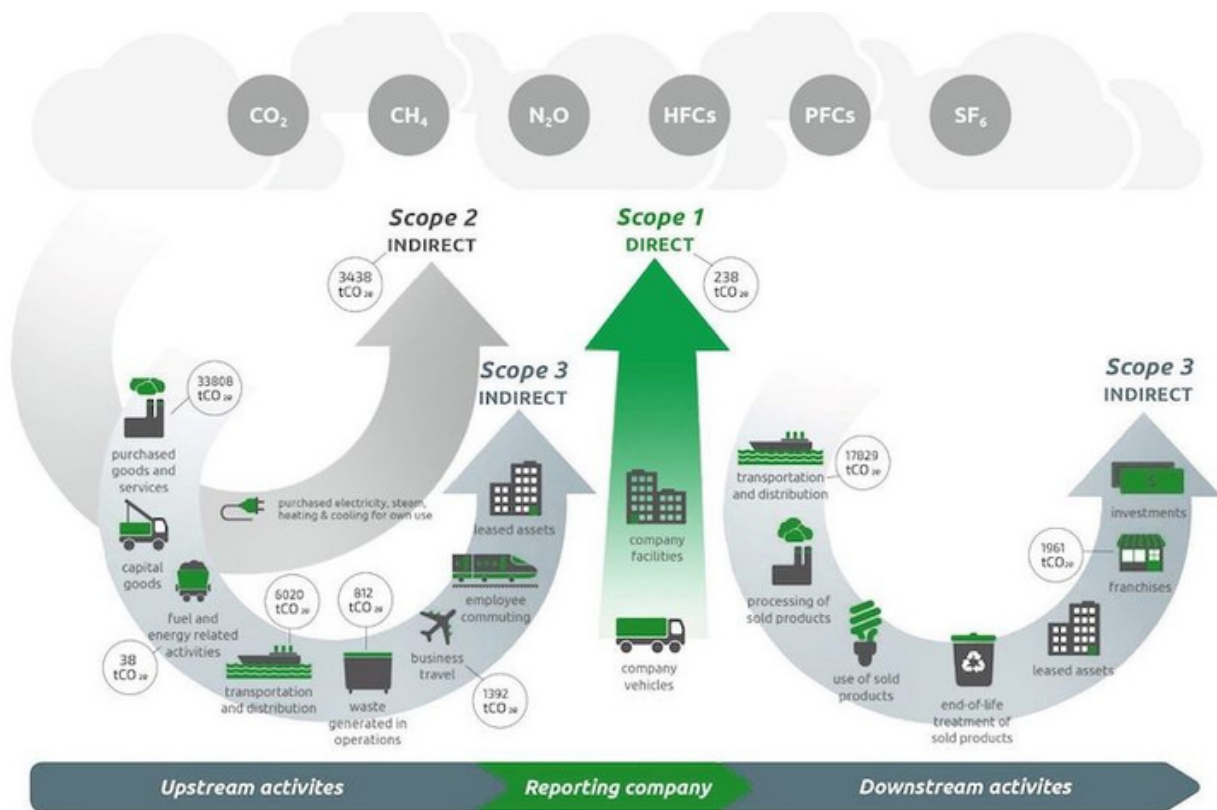 CO₂
CH₄
N₂O
HFCs
PFCs
SF₆
Scope 2
INDIRECT
3438
tCO₂e
Scope 1
DIRECT
238
tCO₂e
Scope 3
INDIRECT
Scope 3
INDIRECT
33808
tCO₂e
purchased
goods and
services
purchased electricity, steam,
heating & cooling for own use
capital
goods
fuel and
energy related
activities
38
tCO₂e
6020
tCO₂e
transportation
and distribution
812
tCO₂e
waste
generated in
operations
business
travel
1392
tCO₂e
employee
commuting
leased assets
company
facilities
company
vehicles
17829
tCO₂e
transportation
and distribution
processing of
sold products
use of sold
products
end-of-life
treatment of
sold products
leased assets
1961
tCO₂e
franchises
$
investments
Upstream activites
Reporting company
Downstream activites